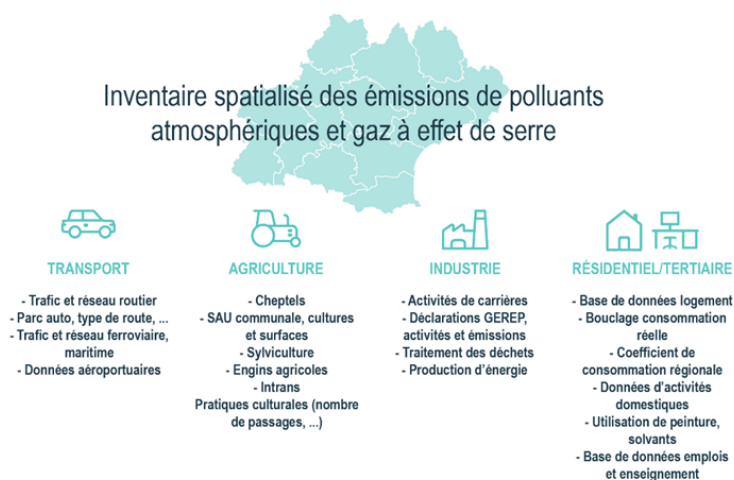 Inventaire spatialisé des émissions de polluants
atmosphériques et gaz à effet de serre
TRANSPORT
- Trafic et réseau routier
- Parc auto, type de route, ...
- Trafic et réseau ferroviaire,
maritime
- Données aéroportuaires
AGRICULTURE
- Cheptels
- SAU communale, cultures
et surfaces
- Sylviculture
- Engins agricoles
- Intrans
Pratiques culturales (nombre
de passages, ...)
INDUSTRIE
- Activités de carrières
- Déclarations GEREP,
activités et émissions
- Traitement des déchets
- Production d'énergie
RÉSIDENTIEL/TERTIAIRE
- Base de données logement
- Bouclage consommation
réelle
- Coefficient de
consommation régionale
- Données d'activités
domestiques
- Utilisation de peinture,
solvants
- Base de données emplois
et enseignement